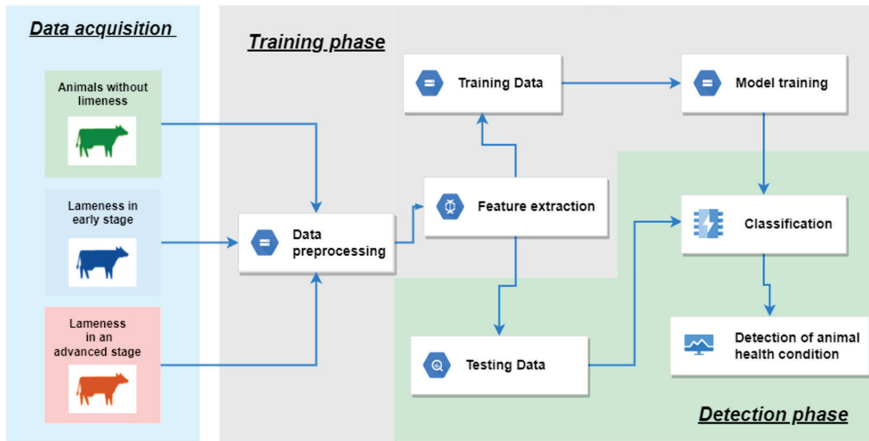 Data acquisition
Animals without
limeness
Lameness in
early stage
Lameness
in an
advanced stage
Training phase
Data
preprocessing
Feature extraction
Training Data
Model training
Testing Data
Classification
Detection of animal
health condition
Detection phase